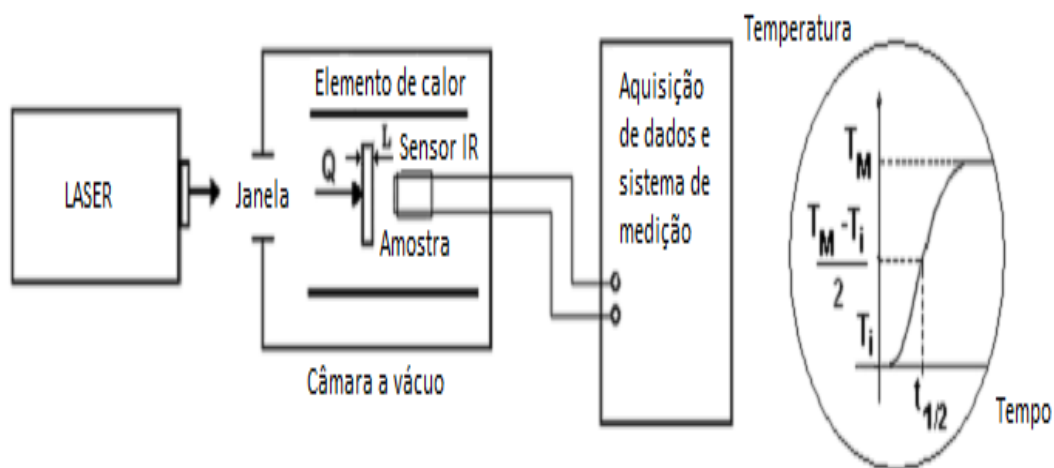 LASER
Janela
Elemento de calor
Q
L
Sensor IR
Amostra
Câmara a vácuo
Aquisição
de dados e
sistema de
medição
Temperatura
T_M
T_M - T_i
2
T_i
t_1/2
Tempo